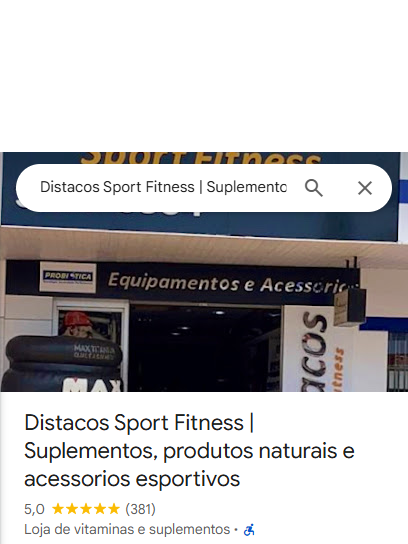 Sport Fitness
Distacos Sport Fitness | Suplemento
PROBIÓTICA
Equipamentos e Acessórios
MAX TITANIUM
MAX
acos
fitness
Distacos Sport Fitness |
Suplementos, produtos naturais e
acessorios esportivos
5,0 (381)
Loja de vitaminas e suplementos ·